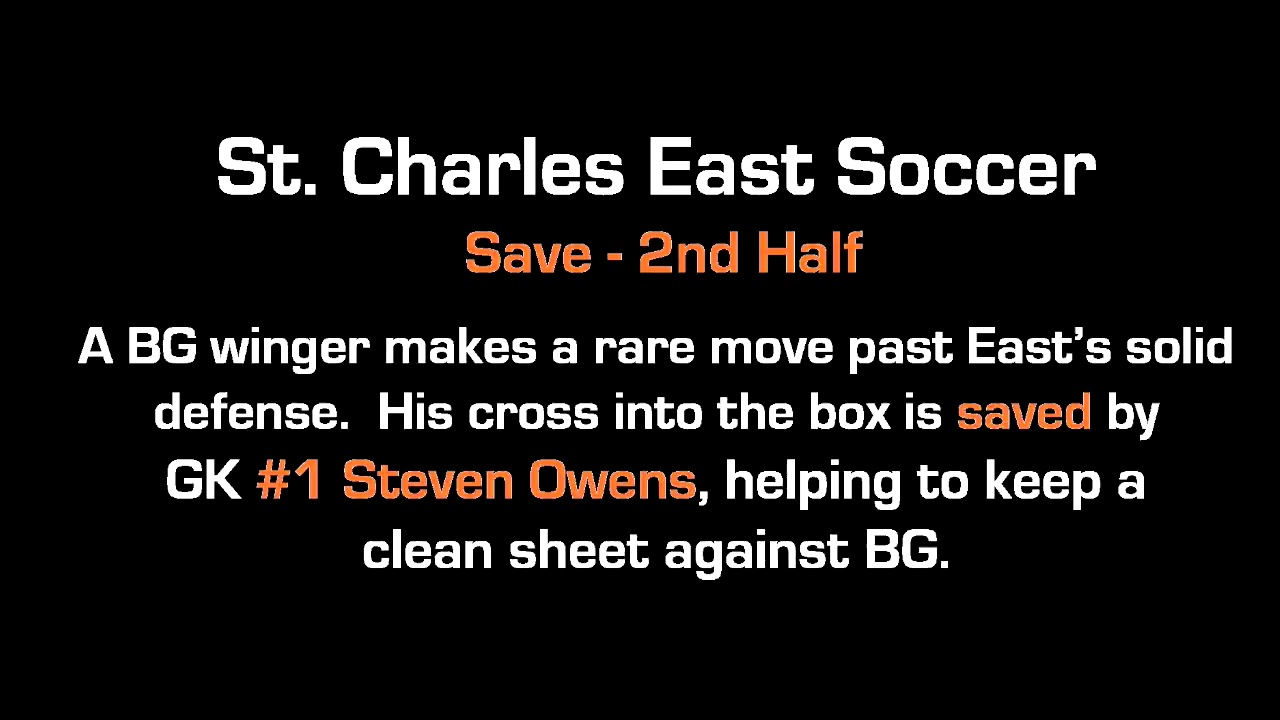 St. Charles East Soccer
Save - 2nd Half
A BG winger makes a rare move past East’s solid
defense.  His cross into the box is saved by
GK #1 Steven Owens, helping to keep a
clean sheet against BG.